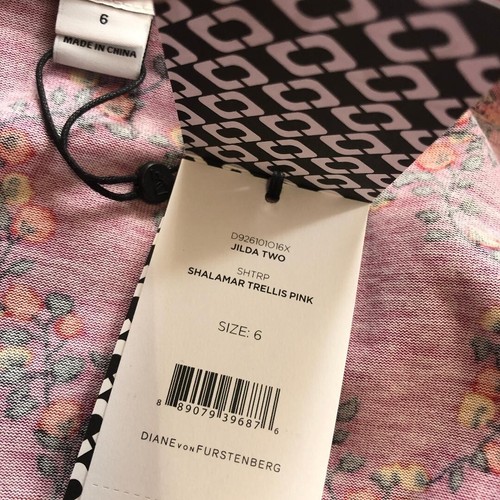 6
MADE IN CHINA
D926101O16X
JILDA TWO
SHTRP
SHALAMAR TRELLIS PINK
SIZE: 6
8 89079 39687 6
DIANE VON FURSTENBERG